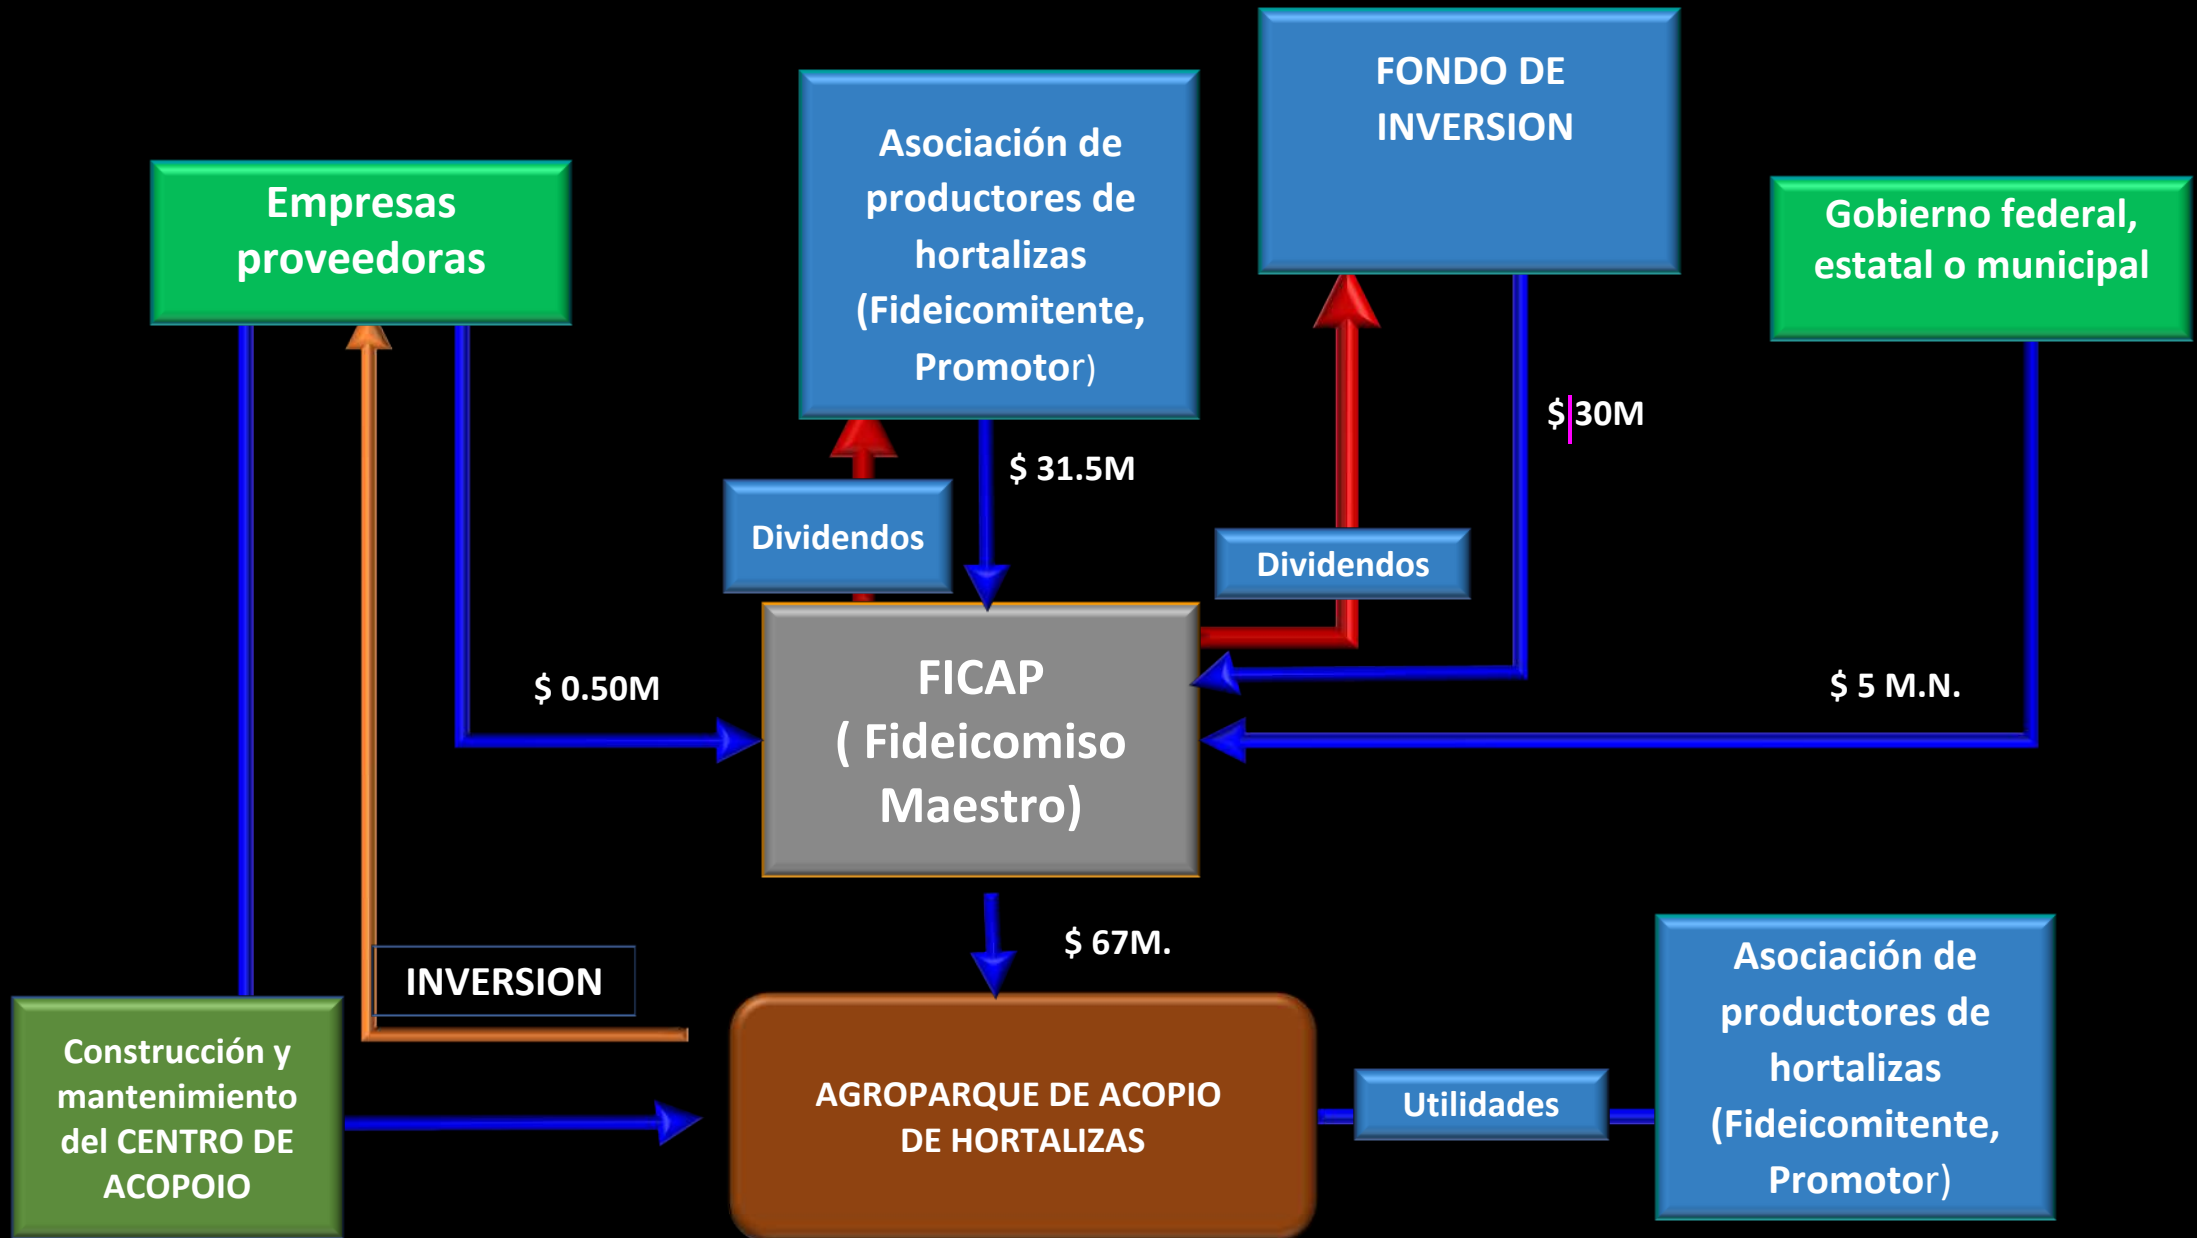 FONDO DE
INVERSION
Asociación de
productores de
hortalizas
(Fideicomitente,
Promotor)
Empresas
proveedoras
Gobierno federal,
estatal o municipal
$ 30M
$ 31.5M
Dividendos
Dividendos
$ 0.50M
FICAP
( Fideicomiso
Maestro)
$ 5 M.N.
$ 67M.
INVERSION
Construcción y
mantenimiento
del CENTRO DE
ACOPOIO
AGROPARQUE DE ACOPIO
DE HORTALIZAS
Utilidades
Asociación de
productores de
hortalizas
(Fideicomitente,
Promotor)